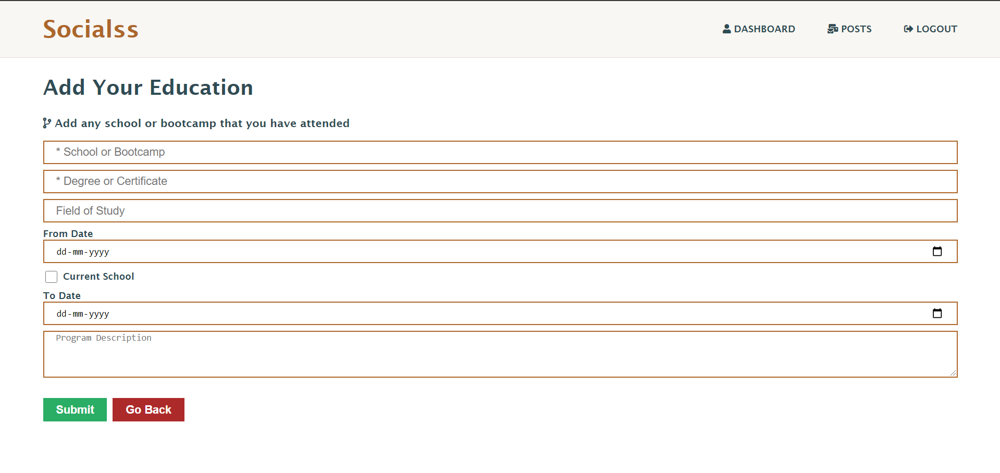 Socialss
DASHBOARD
POSTS
LOGOUT
Add Your Education
Add any school or bootcamp that you have attended
* School or Bootcamp
* Degree or Certificate
Field of Study
From Date
dd-mm-yyyy
Current School
To Date
dd-mm-yyyy
Program Description
Submit
Go Back